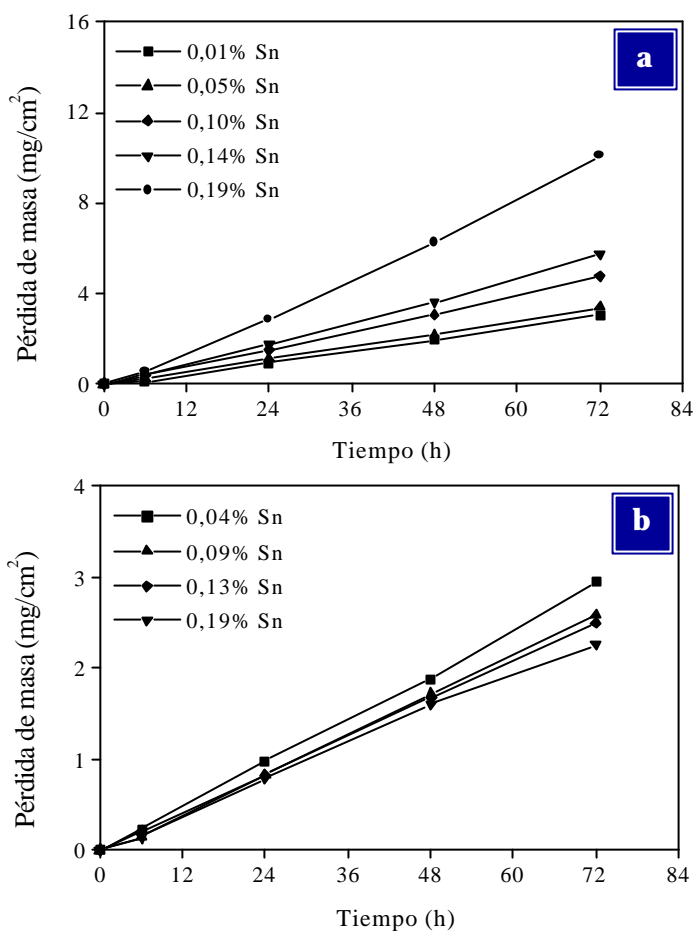 16
12
8
4
0
Pérdida de masa (mg/cm²)
0,01% Sn
0,05% Sn
0,10% Sn
0,14% Sn
0,19% Sn
a
0 12 24 36 48 60 72 84
Tiempo (h)
4
3
2
1
0
Pérdida de masa (mg/cm²)
0,04% Sn
0,09% Sn
0,13% Sn
0,19% Sn
b
0 12 24 36 48 60 72 84
Tiempo (h)